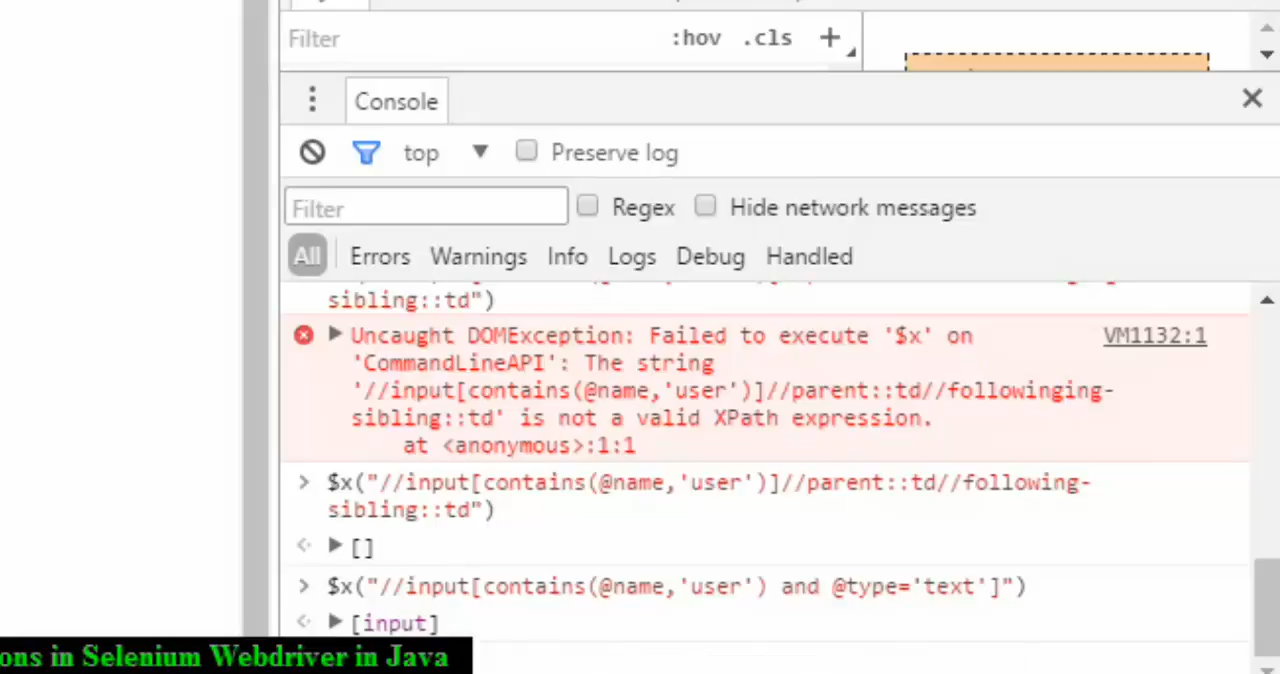 Filter :hov .cls +
Console
top Preserve log
Filter Regex Hide network messages
All Errors Warnings Info Logs Debug Handled
sibling::td")
Uncaught DOMException: Failed to execute '$x' on VM1132:1
'CommandLineAPI': The string
'//input[contains(@name,'user')]//parent::td//followinging-
sibling::td' is not a valid XPath expression.
at <anonymous>:1:1
> $x("//input[contains(@name,'user')]//parent::td//following-
sibling::td")
[]
> $x("//input[contains(@name,'user') and @type='text']")
[input]
ons in Selenium Webdriver in Java